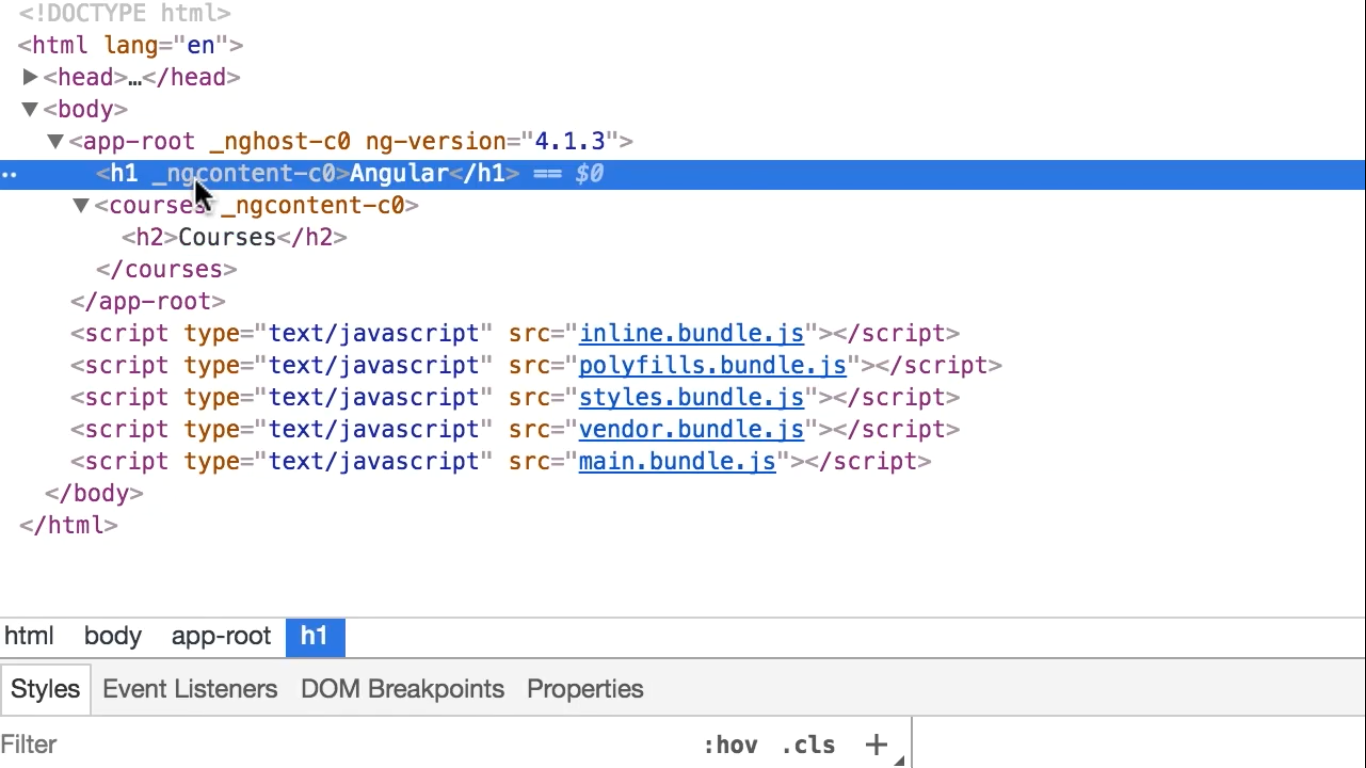 <!DOCTYPE html>
<html lang="en">
▶<head>…</head>
▼<body>
▼<app-root _nghost-c0 ng-version="4.1.3">
<h1 _ngcontent-c0>Angular</h1> == $0
▼<courses _ngcontent-c0>
<h2>Courses</h2>
</courses>
</app-root>
<script type="text/javascript" src="inline.bundle.js"></script>
<script type="text/javascript" src="polyfills.bundle.js"></script>
<script type="text/javascript" src="styles.bundle.js"></script>
<script type="text/javascript" src="vendor.bundle.js"></script>
<script type="text/javascript" src="main.bundle.js"></script>
</body>
</html>
html body app-root h1
Styles Event Listeners DOM Breakpoints Properties
Filter :hov .cls +